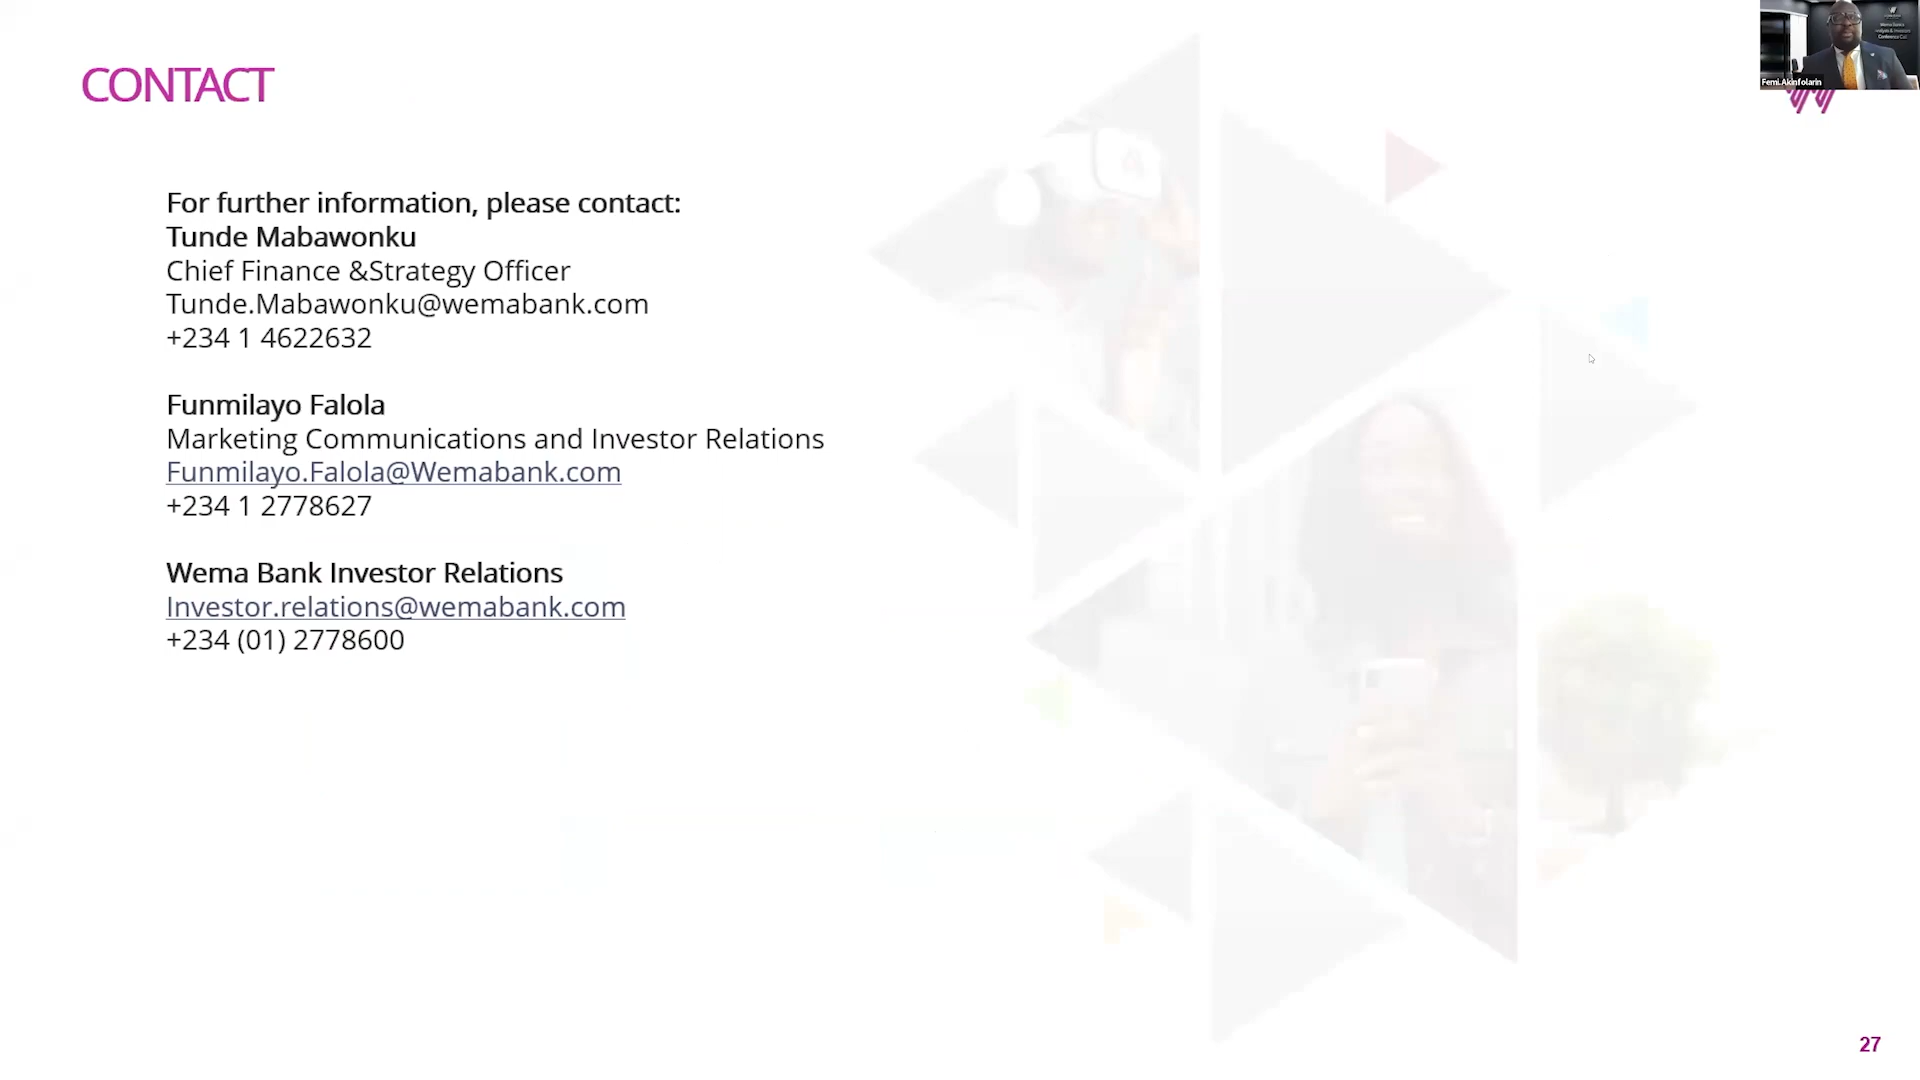 CONTACT
For further information, please contact:
Tunde Mabawonku
Chief Finance &Strategy Officer
Tunde.Mabawonku@wemabank.com
+234 1 4622632
Funmilayo Falola
Marketing Communications and Investor Relations
Funmilayo.Falola@Wemabank.com
+234 1 2778627
Wema Bank Investor Relations
Investor.relations@wemabank.com
+234 (01) 2778600
Femi.Akinfolarin
27